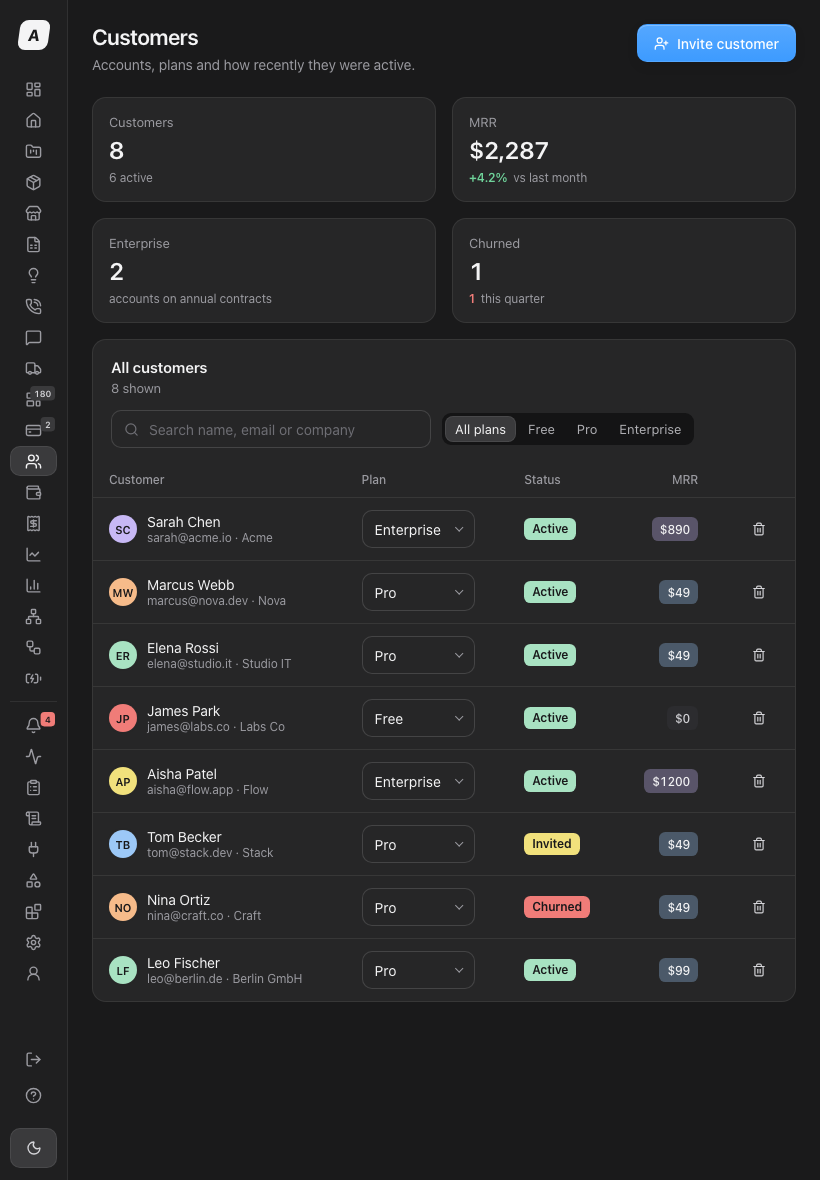 A
Customers
Accounts, plans and how recently they were active.
Invite customer
Customers
8
6 active
MRR
$2,287
+4.2% vs last month
Enterprise
2
accounts on annual contracts
Churned
1
1 this quarter
180
2
4
All customers
8 shown
Search name, email or company
All plans Free Pro Enterprise
Customer Plan Status MRR
SC Sarah Chen Enterprise Active $890
sarah@acme.io · Acme
MW Marcus Webb Pro Active $49
marcus@nova.dev · Nova
ER Elena Rossi Pro Active $49
elena@studio.it · Studio IT
JP James Park Free Active $0
james@labs.co · Labs Co
AP Aisha Patel Enterprise Active $1200
aisha@flow.app · Flow
TB Tom Becker Pro Invited $49
tom@stack.dev · Stack
NO Nina Ortiz Pro Churned $49
nina@craft.co · Craft
LF Leo Fischer Pro Active $99
leo@berlin.de · Berlin GmbH